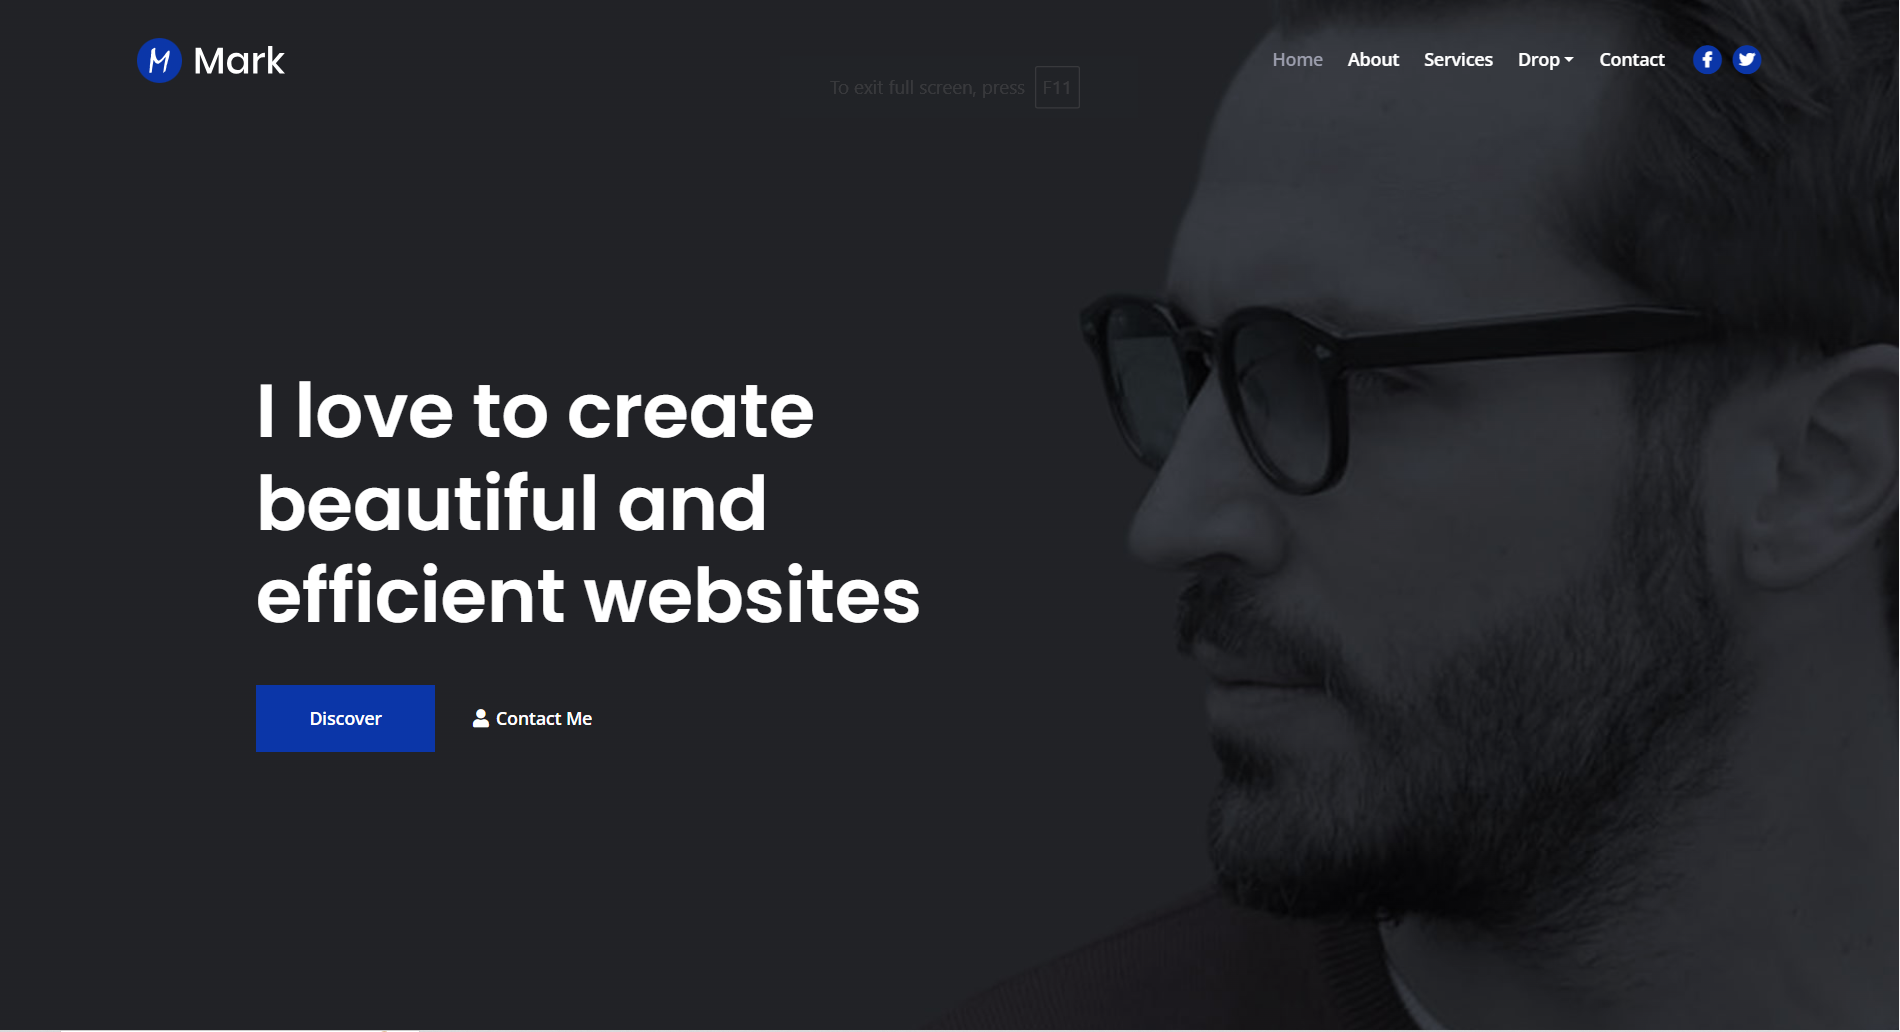 M Mark
Home About Services Drop Contact
To exit full screen, press F11
I love to create
beautiful and
efficient websites
Discover Contact Me